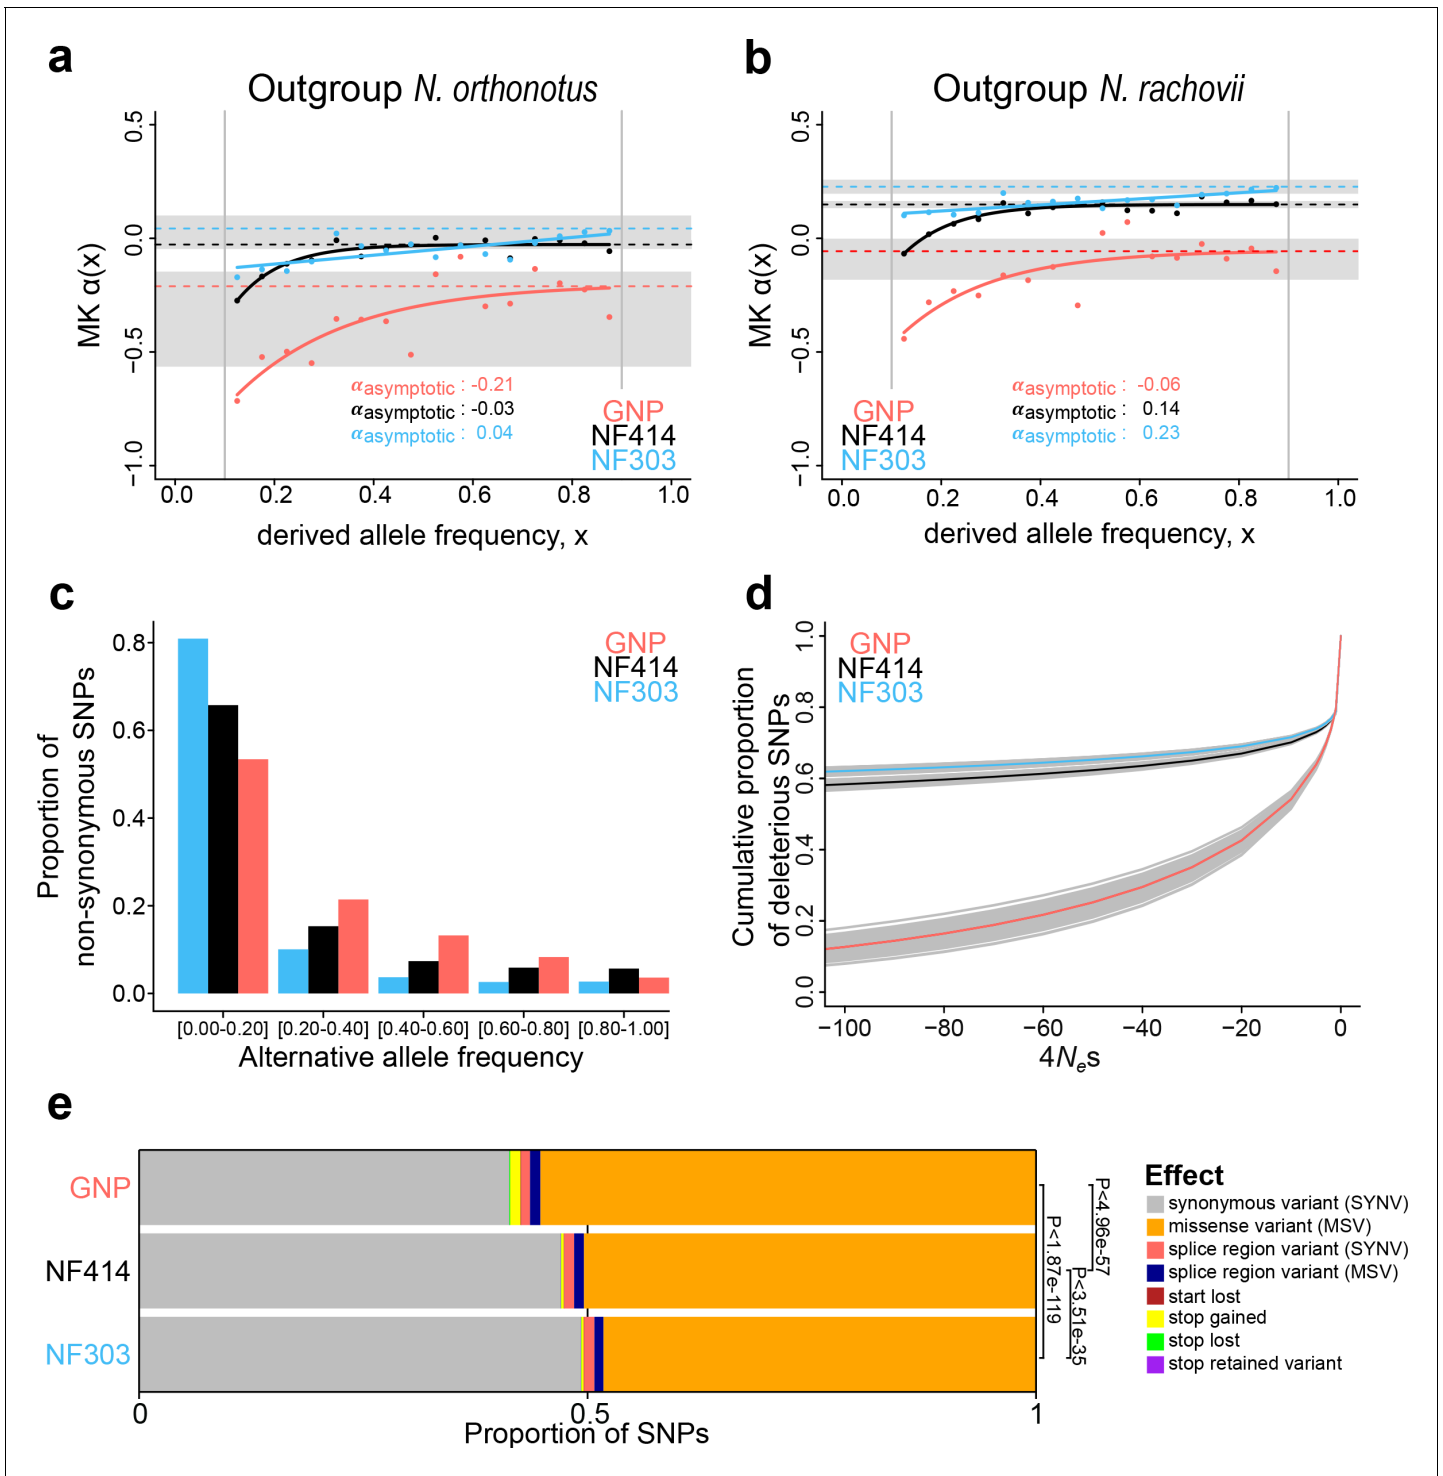 a
Outgroup N. orthonotus
MK α(x)
0.5
0.0
−0.5
−1.0
αasymptotic : -0.21
αasymptotic : -0.03
αasymptotic : 0.04
GNP
NF414
NF303
0.0 0.2 0.4 0.6 0.8 1.0
derived allele frequency, x
b
Outgroup N. rachovii
MK α(x)
0.5
0.0
−0.5
−1.0
αasymptotic : -0.06
αasymptotic : 0.14
αasymptotic : 0.23
GNP
NF414
NF303
0.0 0.2 0.4 0.6 0.8 1.0
derived allele frequency, x
c
Proportion of
non-synonymous SNPs
0.8
0.6
0.4
0.2
0.0
GNP
NF414
NF303
[0.00-0.20] [0.20-0.40] [0.40-0.60] [0.60-0.80] [0.80-1.00]
Alternative allele frequency
d
Cumulative proportion
of deleterious SNPs
1.0
0.8
0.6
0.4
0.2
0.0
GNP
NF414
NF303
−100 −80 −60 −40 −20 0
4Nes
e
GNP
NF414
NF303
0 0.5 1
Proportion of SNPs
P<1.87e-119
P<4.96e-57
P<3.51e-35
Effect
synonymous variant (SYNV)
missense variant (MSV)
splice region variant (SYNV)
splice region variant (MSV)
start lost
stop gained
stop lost
stop retained variant